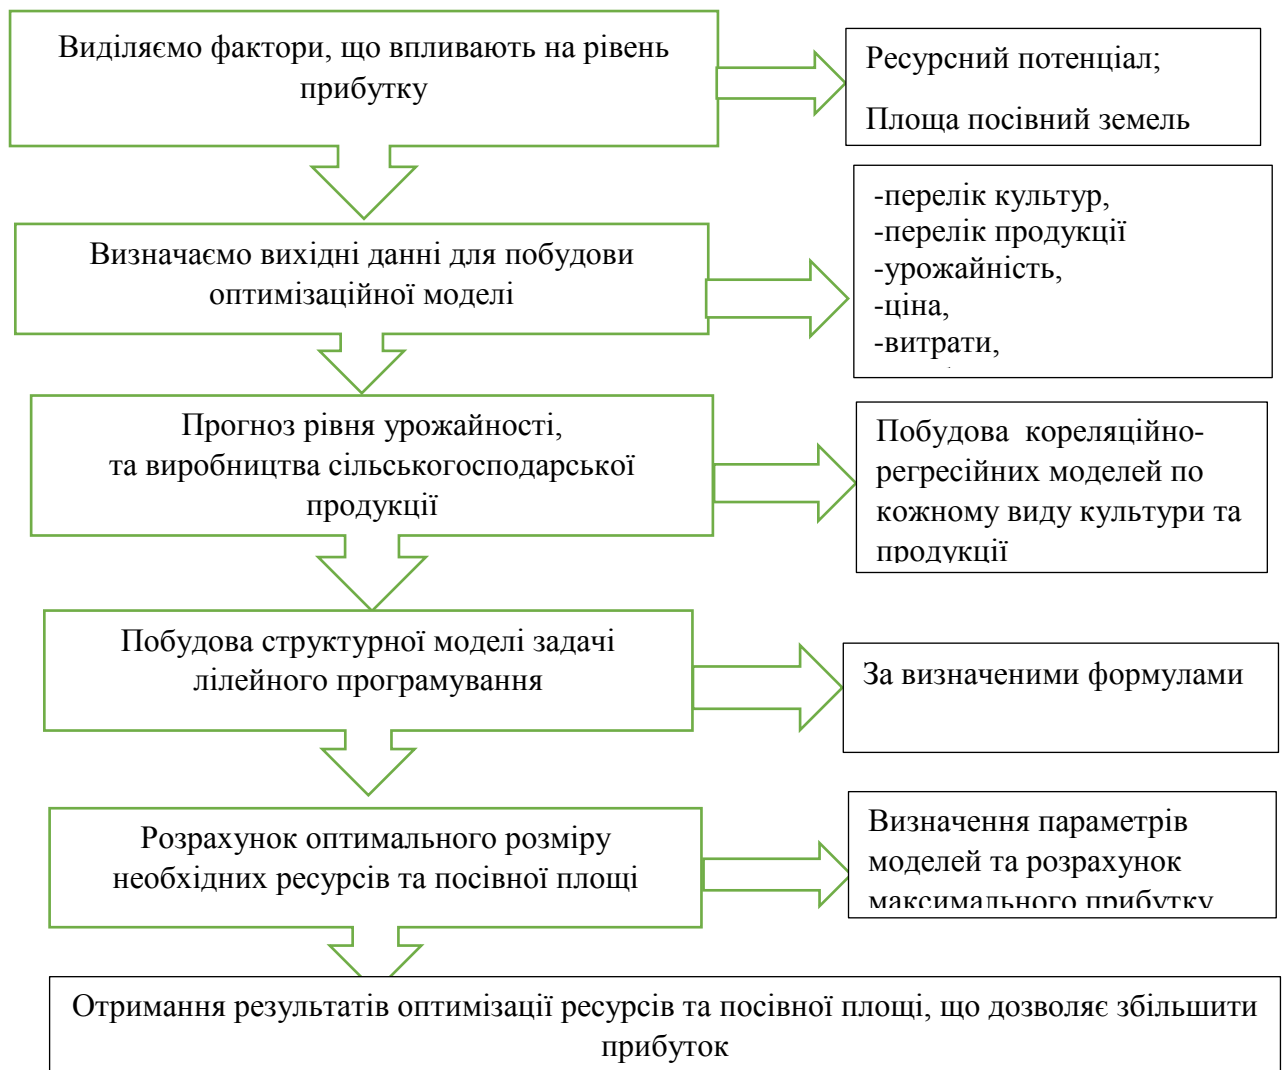 Виділяємо фактори, що впливають на рівень
прибутку
Ресурсний потенціал;
Площа посівний земель
Визначаємо вихідні данні для побудови
оптимізаційної моделі
-перелік культур,
-перелік продукції
-урожайність,
-ціна,
-витрати,
Прогноз рівня урожайності,
та виробництва сільськогосподарської
продукції
Побудова кореляційно-
регресійних моделей по
кожному виду культури та
продукції
Побудова структурної моделі задачі
лілейного програмування
За визначеними формулами
Розрахунок оптимального розміру
необхідних ресурсів та посівної площі
Визначення параметрів
моделей та розрахунок
максимального прибутку
Отримання результатів оптимізації ресурсів та посівної площі, що дозволяє збільшити
прибуток